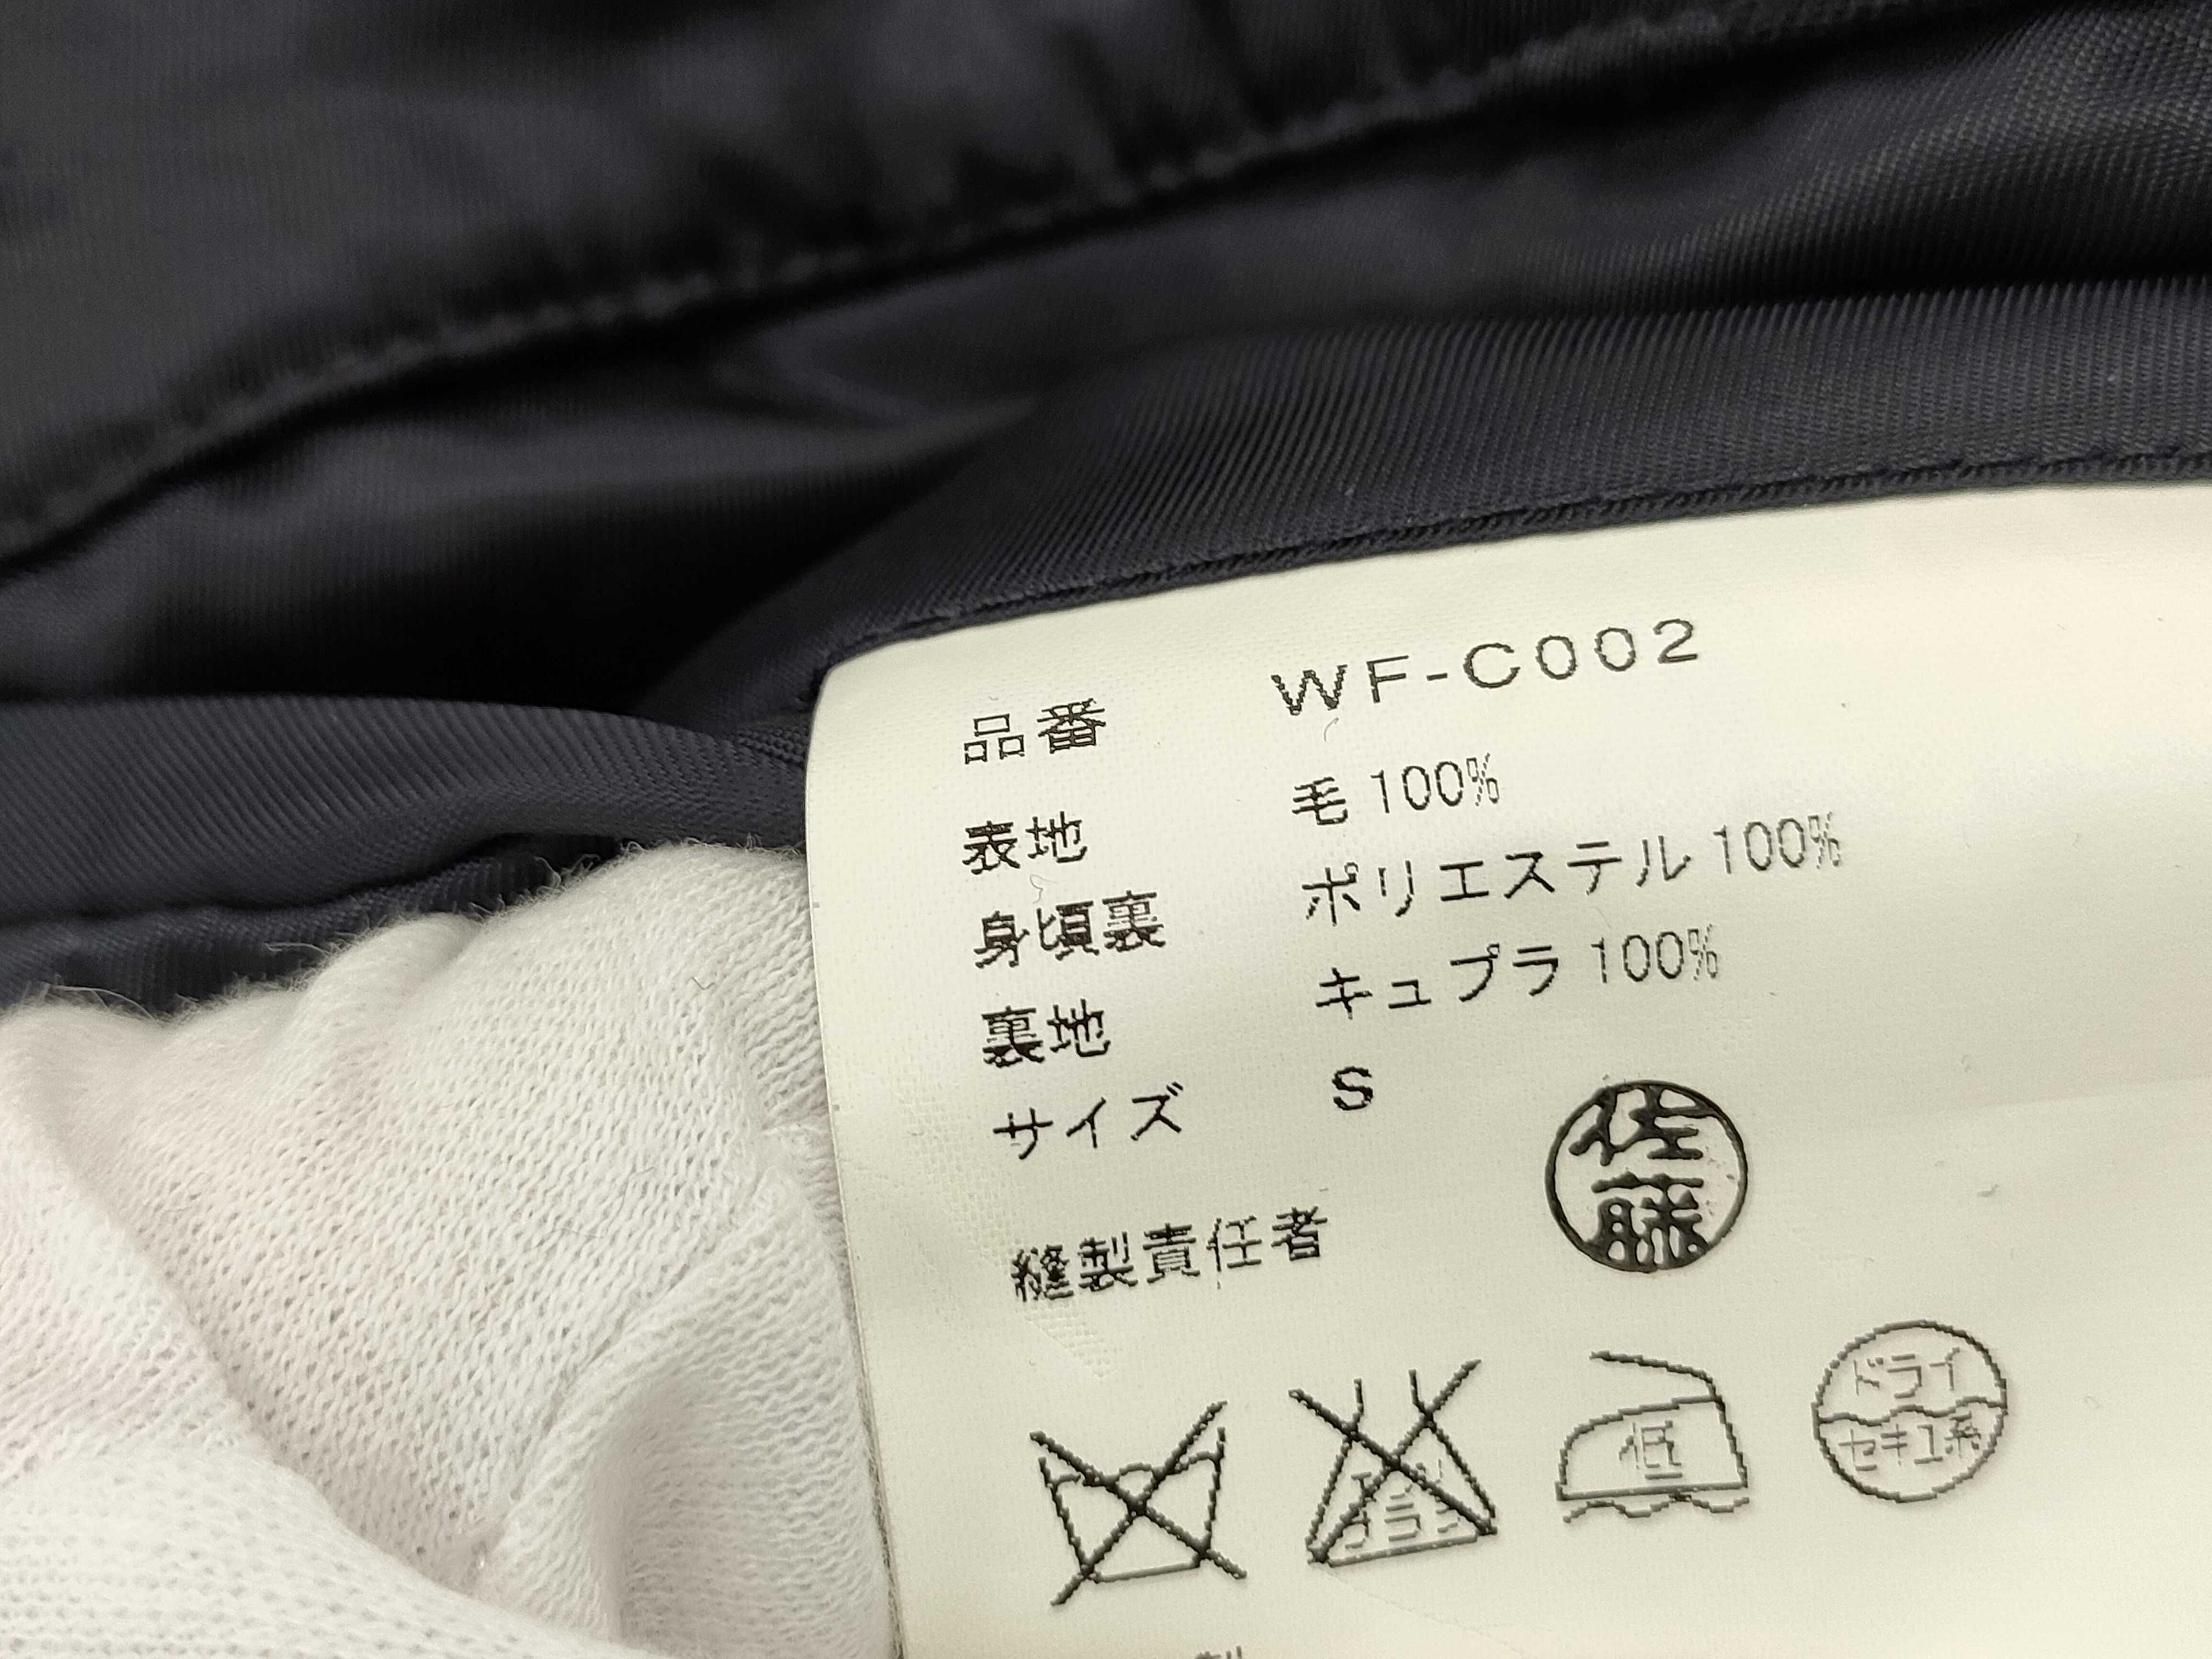 品番 WF-C002
表地 毛 100%
身頃裏 ポリエステル 100%
裏地 キュプラ 100%
サイズ S
縫製責任者 佐藤
低
ドライ
セキユ系